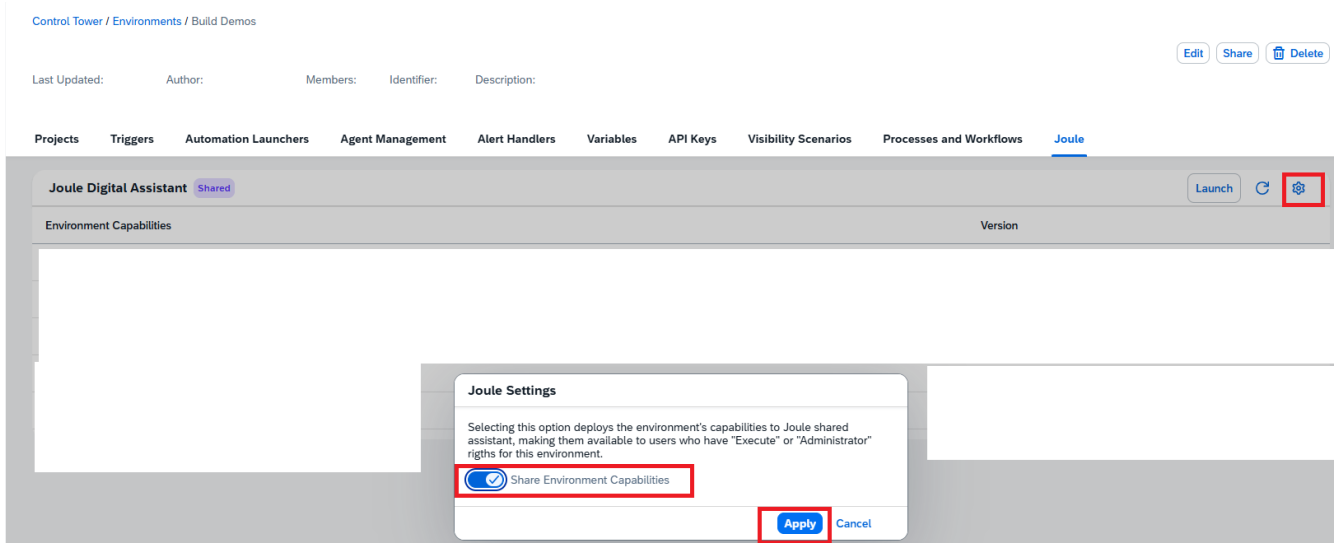 Control Tower / Environments / Build Demos
Edit Share Delete
Last Updated: Author: Members: Identifier: Description:
Projects Triggers Automation Launchers Agent Management Alert Handlers Variables API Keys Visibility Scenarios Processes and Workflows Joule
Joule Digital Assistant Shared Launch
Environment Capabilities Version
Joule Settings
Selecting this option deploys the environment's capabilities to Joule shared
assistant, making them available to users who have "Execute" or "Administrator"
rigths for this environment.
Share Environment Capabilities
Apply Cancel